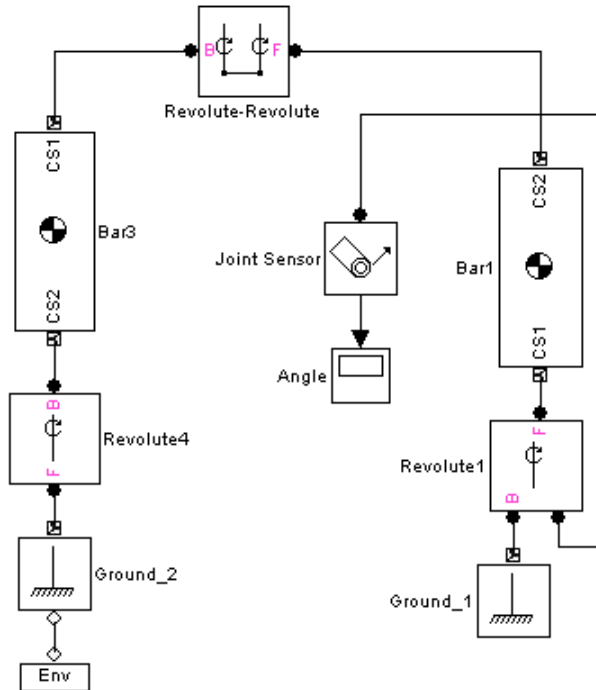 B
F
Revolute-Revolute
CS1
CS2
Bar3
Joint Sensor
Bar1
CS2
CS1
Angle
B
Revolute4
F
F
Revolute1
B
Ground_2
Ground_1
Env